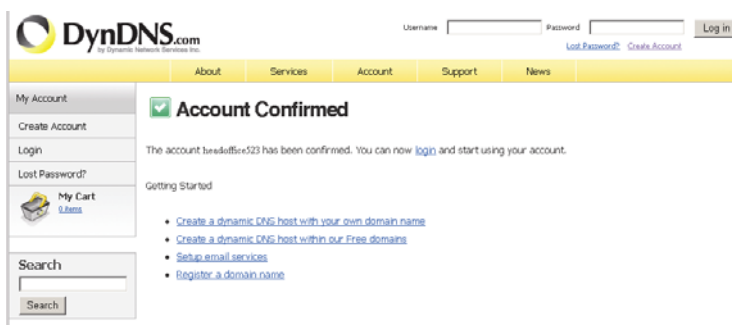 DynDNS.com
by Dynamic Network Services Inc.
Username
Password
Log in
Lost Password? Create Account
About Services Account Support News
My Account
Create Account
Login
Lost Password?
My Cart
0 items
Search
Search
Account Confirmed
The account headoffice523 has been confirmed. You can now login and start using your account.
Getting Started
Create a dynamic DNS host with your own domain name
Create a dynamic DNS host within our Free domains
Setup email services
Register a domain name